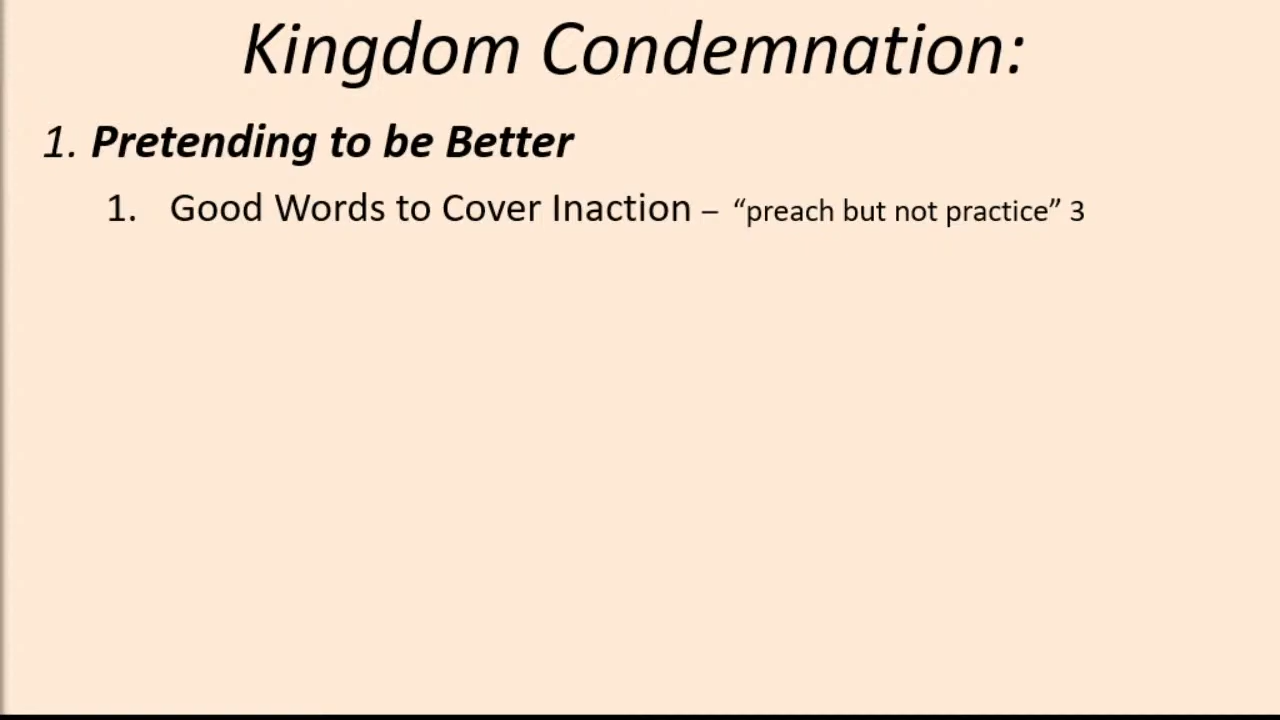 Kingdom Condemnation:
1. Pretending to be Better
1. Good Words to Cover Inaction – “preach but not practice” 3